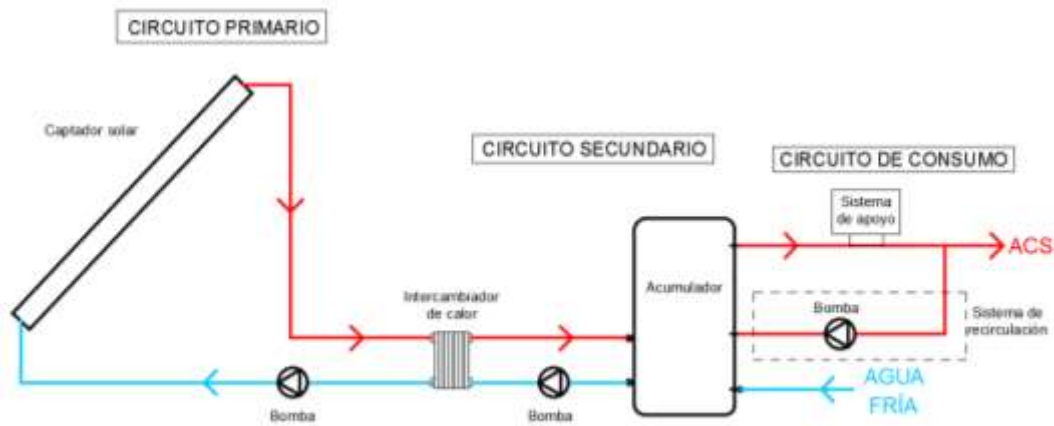 CIRCUITO PRIMARIO
Captador solar
CIRCUITO SECUNDARIO
CIRCUITO DE CONSUMO
Sistema
de apoyo
ACS
Intercambiador
de calor
Acumulador
Bomba
Sistema de
recirculación
AGUA
FRÍA
Bomba
Bomba